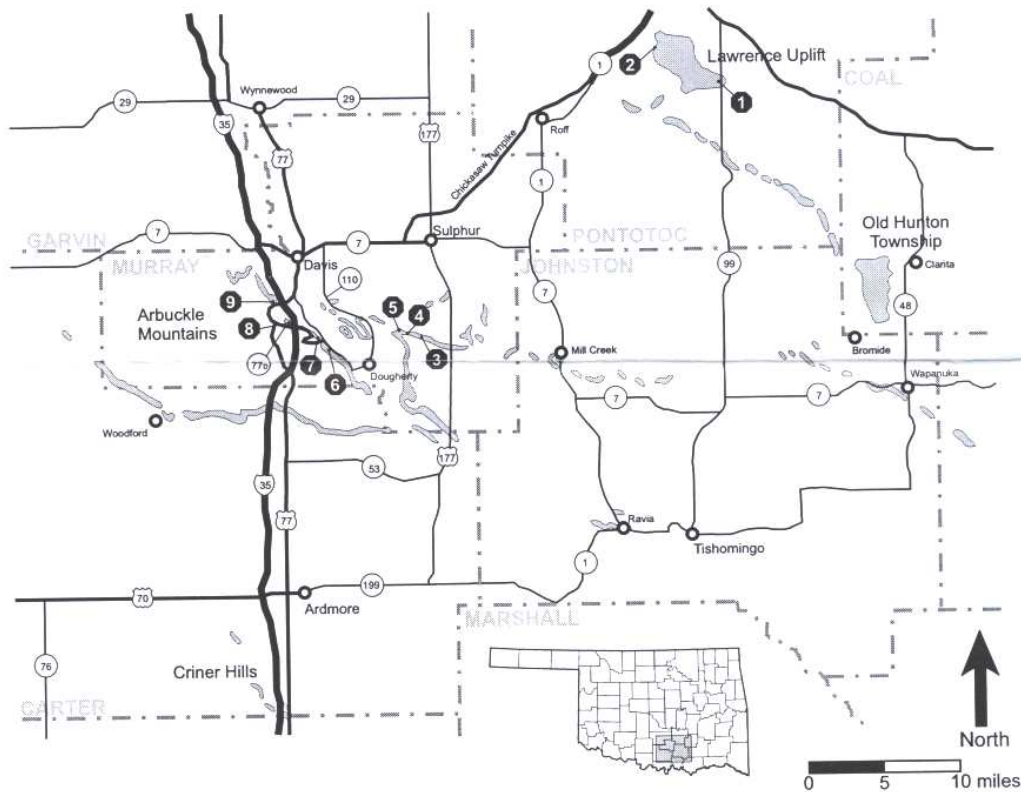 Lawrence Uplift
2
1
COAL
1
Wynnewood
29
29
35
77
177
Roff
Chickasaw Turnpike
1
Sulphur
GARVIN
7
7
PONTOTOC
Old Hunton
Township
MURRAY
Davis
JOHNSTON
99
Clarita
110
7
9
Arbuckle
Mountains
5
4
48
8
3
Mill Creek
Bromide
77D
7
6
Dougherty
Wapanuka
7
7
Woodford
177
53
35
77
Ravia
Tishomingo
1
199
70
Ardmore
MARSHALL
76
Criner Hills
CARTER
North
0
5
10 miles